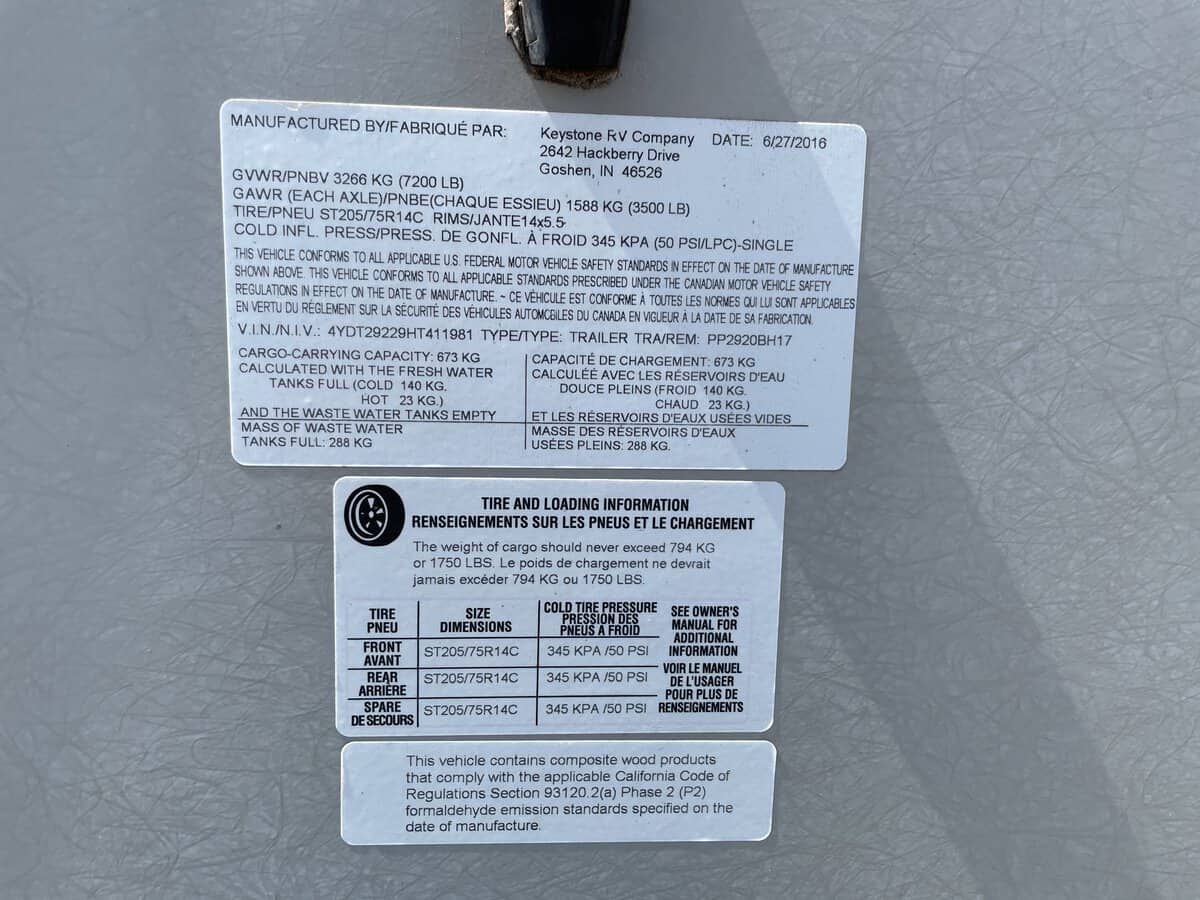 MANUFACTURED BY/FABRIQUÉ PAR: Keystone RV Company DATE: 6/27/2016
2642 Hackberry Drive
Goshen, IN 46526
GVWR/PNBV 3266 KG (7200 LB)
GAWR (EACH AXLE)/PNBE(CHAQUE ESSIEU) 1588 KG (3500 LB)
TIRE/PNEU ST205/75R14C RIMS/JANTE14x5.5
COLD INFL. PRESS/PRESS. DE GONFL. À FROID 345 KPA (50 PSI/LPC)-SINGLE
THIS VEHICLE CONFORMS TO ALL APPLICABLE U.S. FEDERAL MOTOR VEHICLE SAFETY STANDARDS IN EFFECT ON THE DATE OF MANUFACTURE
SHOWN ABOVE. THIS VEHICLE CONFORMS TO ALL APPLICABLE STANDARDS PRESCRIBED UNDER THE CANADIAN MOTOR VEHICLE SAFETY
REGULATIONS IN EFFECT ON THE DATE OF MANUFACTURE. ~ CE VÉHICULE EST CONFORME À TOUTES LES NORMES QUI LUI SONT APPLICABLES
EN VERTU DU RÉGLEMENT SUR LA SÉCURITÉ DES VÉHICULES AUTOMOBILES DU CANADA EN VIGUEUR À LA DATE DE SA FABRICATION.
V.I.N./N.I.V.: 4YDT29229HT411981 TYPE/TYPE: TRAILER TRA/REM: PP2920BH17
CARGO-CARRYING CAPACITY: 673 KG
CALCULATED WITH THE FRESH WATER
TANKS FULL (COLD 140 KG.
HOT 23 KG.)
AND THE WASTE WATER TANKS EMPTY
MASS OF WASTE WATER
TANKS FULL: 288 KG
CAPACITÉ DE CHARGEMENT: 673 KG
CALCULÉE AVEC LES RÉSERVOIRS D'EAU
DOUCE PLEINS (FROID 140 KG.
CHAUD 23 KG.)
ET LES RÉSERVOIRS D'EAUX USÉES VIDES
MASSE DES RÉSERVOIRS D'EAUX
USÉES PLEINS: 288 KG.
TIRE AND LOADING INFORMATION
RENSEIGNEMENTS SUR LES PNEUS ET LE CHARGEMENT
The weight of cargo should never exceed 794 KG
or 1750 LBS. Le poids de chargement ne devrait
jamais excéder 794 KG ou 1750 LBS.
TIRE
PNEU
SIZE
DIMENSIONS
COLD TIRE PRESSURE
PRESSION DES
PNEUS A FROID
FRONT
AVANT
ST205/75R14C
345 KPA /50 PSI
REAR
ARRIÈRE
ST205/75R14C
345 KPA /50 PSI
SPARE
DE SECOURS
ST205/75R14C
345 KPA /50 PSI
SEE OWNER'S
MANUAL FOR
ADDITIONAL
INFORMATION
VOIR LE MANUEL
DE L'USAGER
POUR PLUS DE
RENSEIGNEMENTS
This vehicle contains composite wood products
that comply with the applicable California Code of
Regulations Section 93120.2(a) Phase 2 (P2)
formaldehyde emission standards specified on the
date of manufacture.